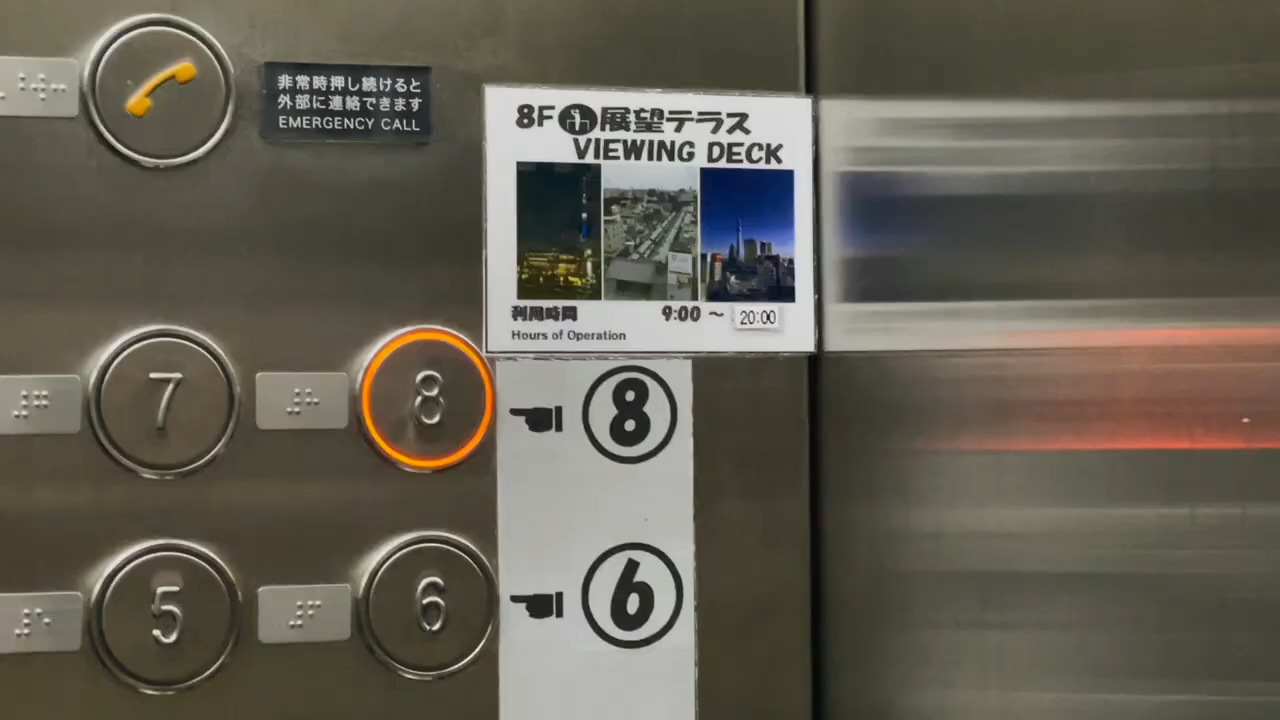 非常時押し続けると
外部に連絡できます
EMERGENCY CALL
8F 展望テラス
VIEWING DECK
利用時間 9:00 ～ 20:00
Hours of Operation
7 8 8
5 6 6